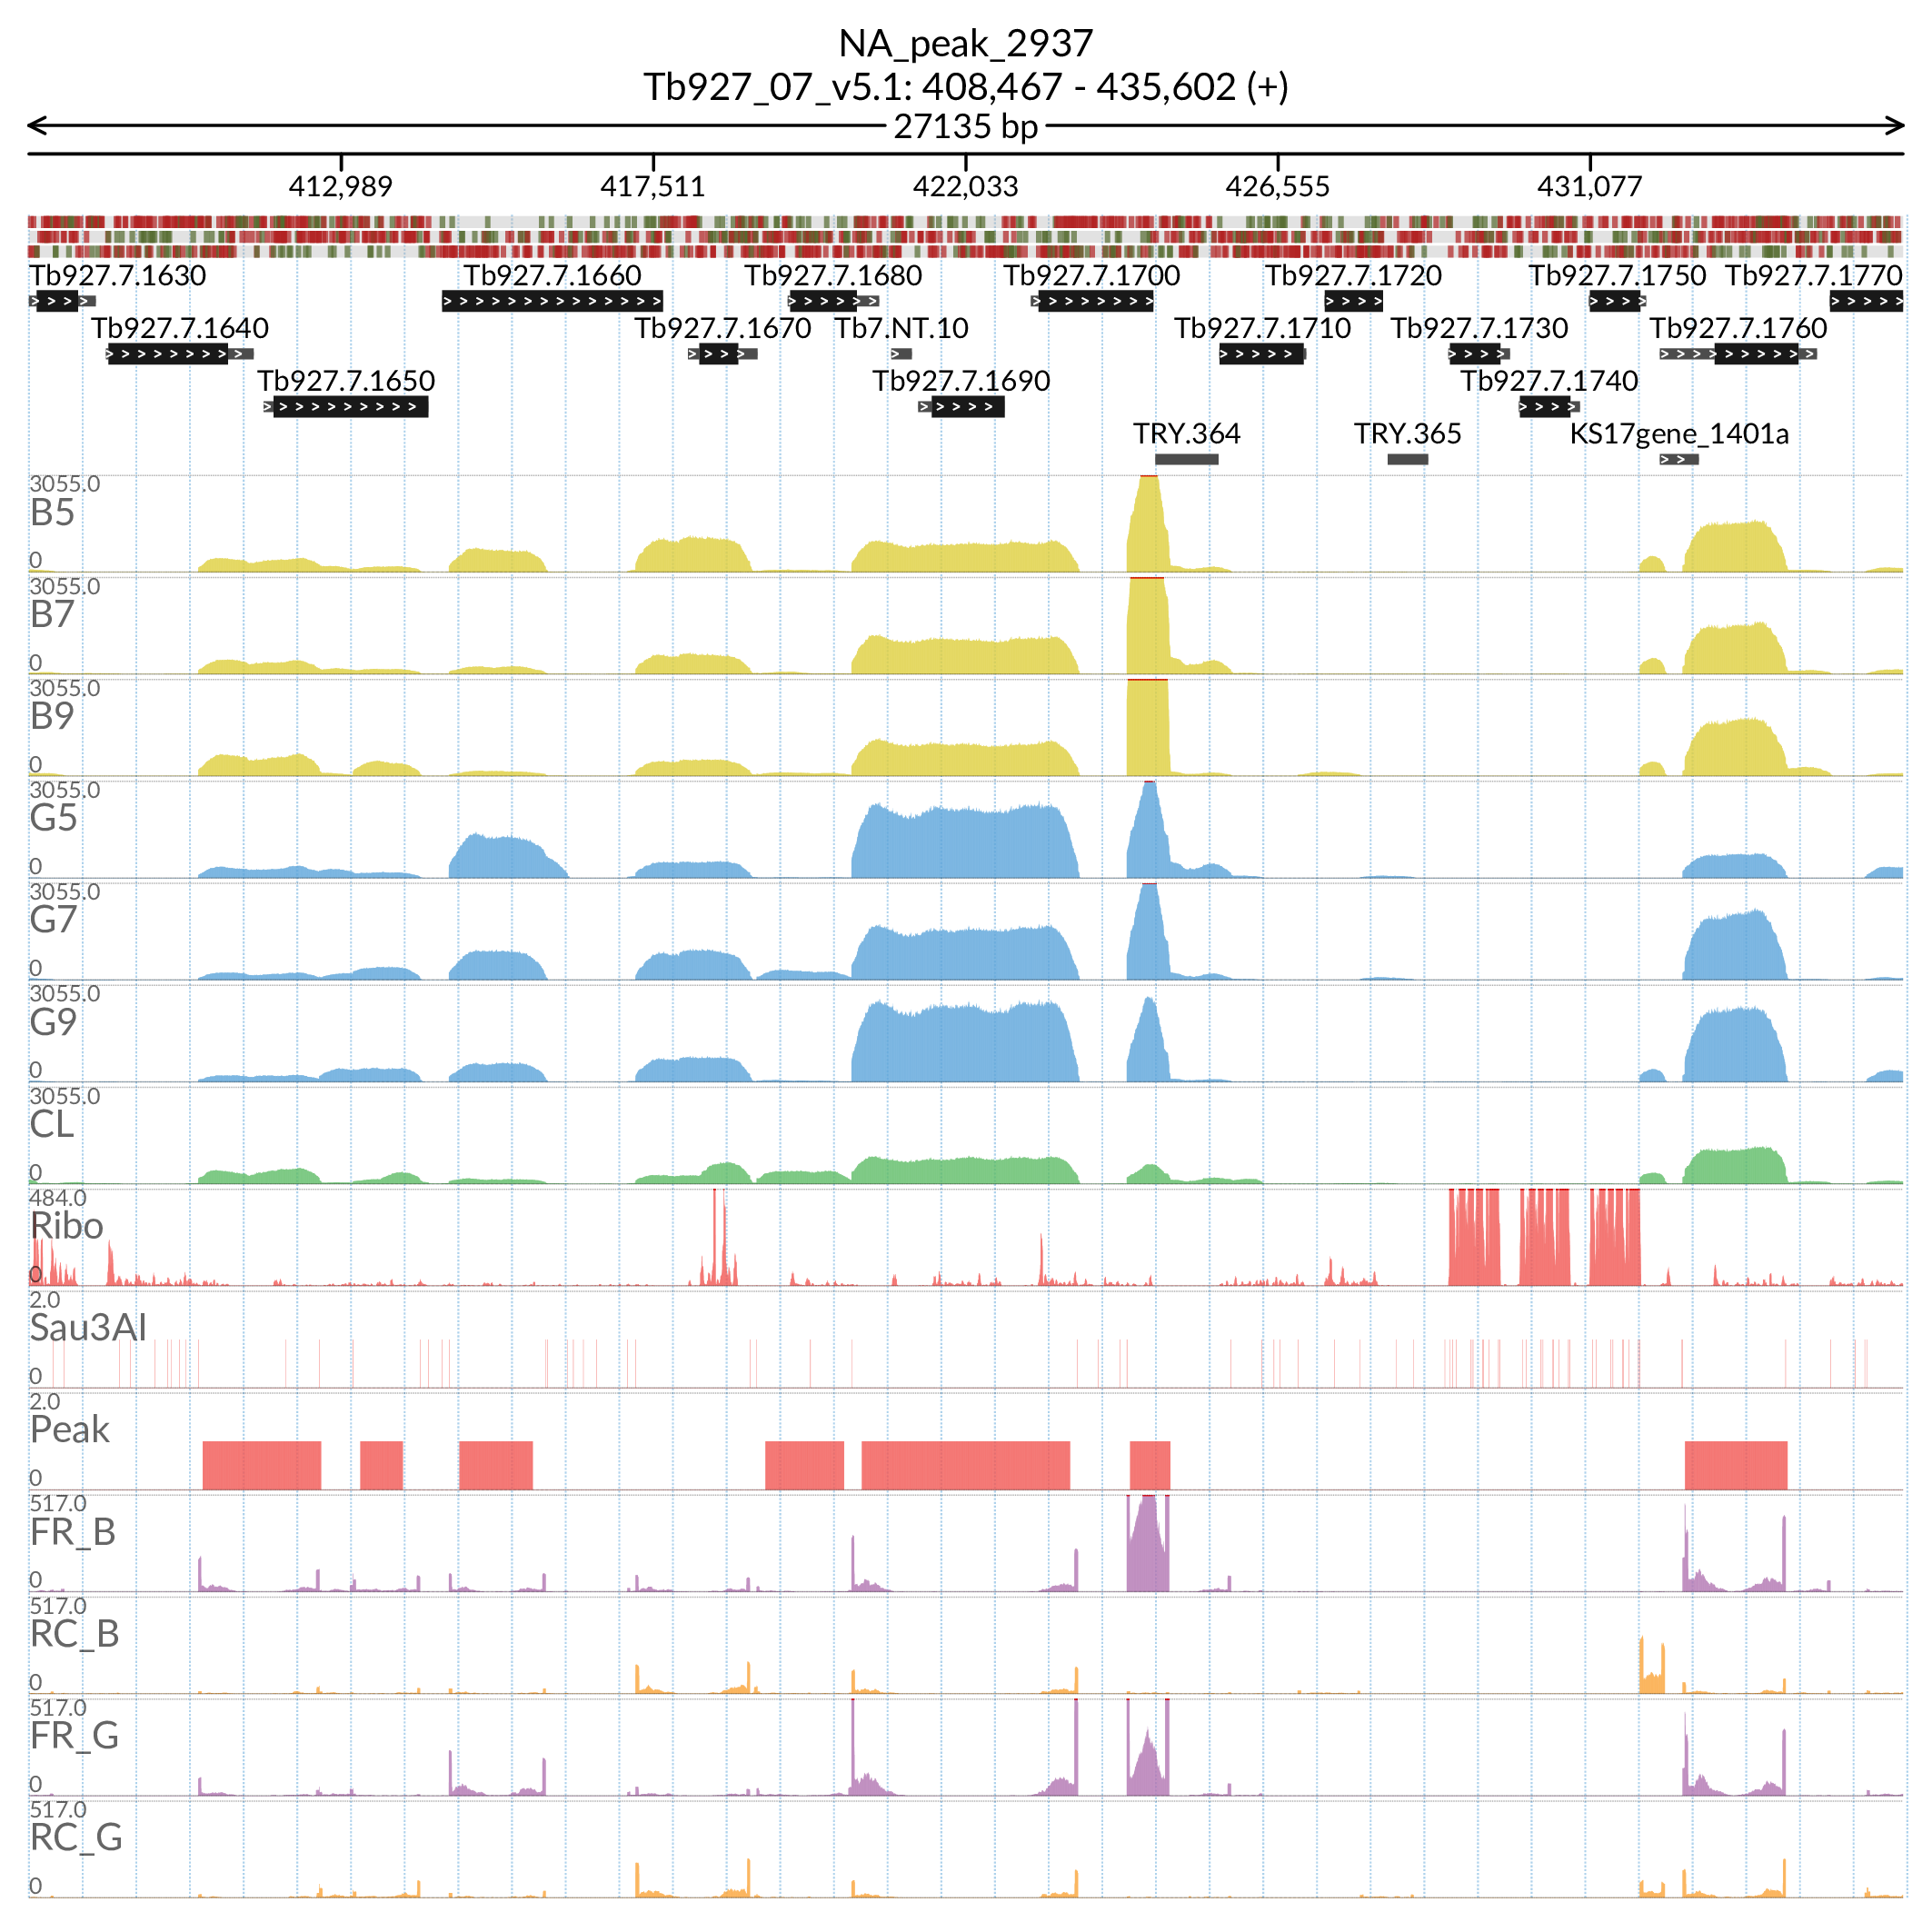 NA_peak_2937
Tb927_07_v5.1: 408,467 - 435,602 (+)
27135 bp
412,989 417,511 422,033 426,555 431,077
Tb927.7.1630 Tb927.7.1660 Tb927.7.1680 Tb927.7.1700 Tb927.7.1720 Tb927.7.1750 Tb927.7.1770
Tb927.7.1640 Tb927.7.1670 Tb7.NT.10 Tb927.7.1710 Tb927.7.1730 Tb927.7.1760
Tb927.7.1650 Tb927.7.1690 Tb927.7.1740
TRY.364 TRY.365 KS17gene_1401a
3055.0
B5
0
3055.0
B7
0
3055.0
B9
0
3055.0
G5
0
3055.0
G7
0
3055.0
G9
0
3055.0
CL
0
484.0
Ribo
0
2.0
Sau3AI
0
2.0
Peak
0
517.0
FR_B
0
517.0
RC_B
0
517.0
FR_G
0
517.0
RC_G
0